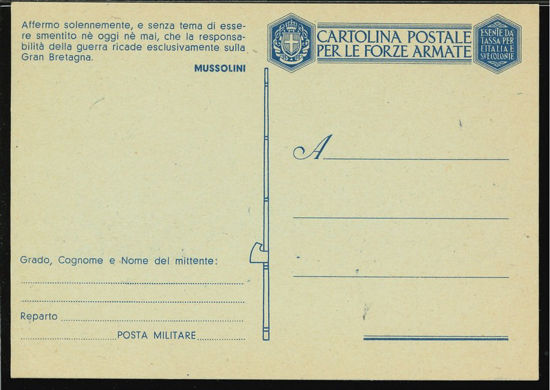 Affermo solennemente, e senza tema di esse-
re smentito nè oggi nè mai, che la responsa-
bilità della guerra ricade esclusivamente sulla
Gran Bretagna.
MUSSOLINI
CARTOLINA POSTALE
PER LE FORZE ARMATE
ESENTE DA
TASSA PER
L'ITALIA E
SVE COLONIE
A
Grado, Cognome e Nome del mittente:
Reparto
POSTA MILITARE